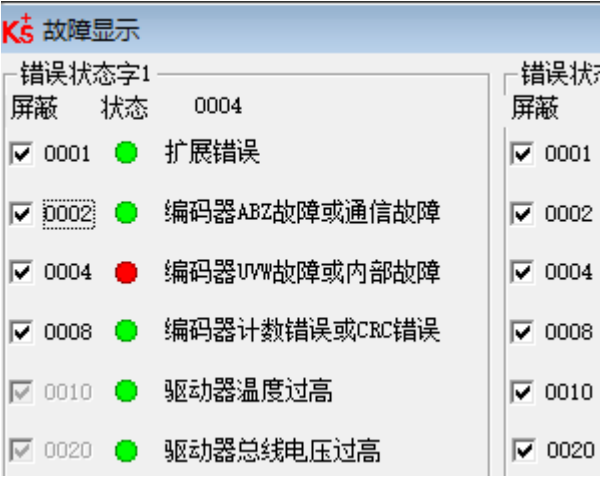 Ks 故障显示
错误状态字1 错误状
屏蔽 状态 0004 屏蔽
0001 扩展错误 0001
0002 编码器ABZ故障或通信故障 0002
0004 编码器UVW故障或内部故障 0004
0008 编码器计数错误或CRC错误 0008
0010 驱动器温度过高 0010
0020 驱动器总线电压过高 0020